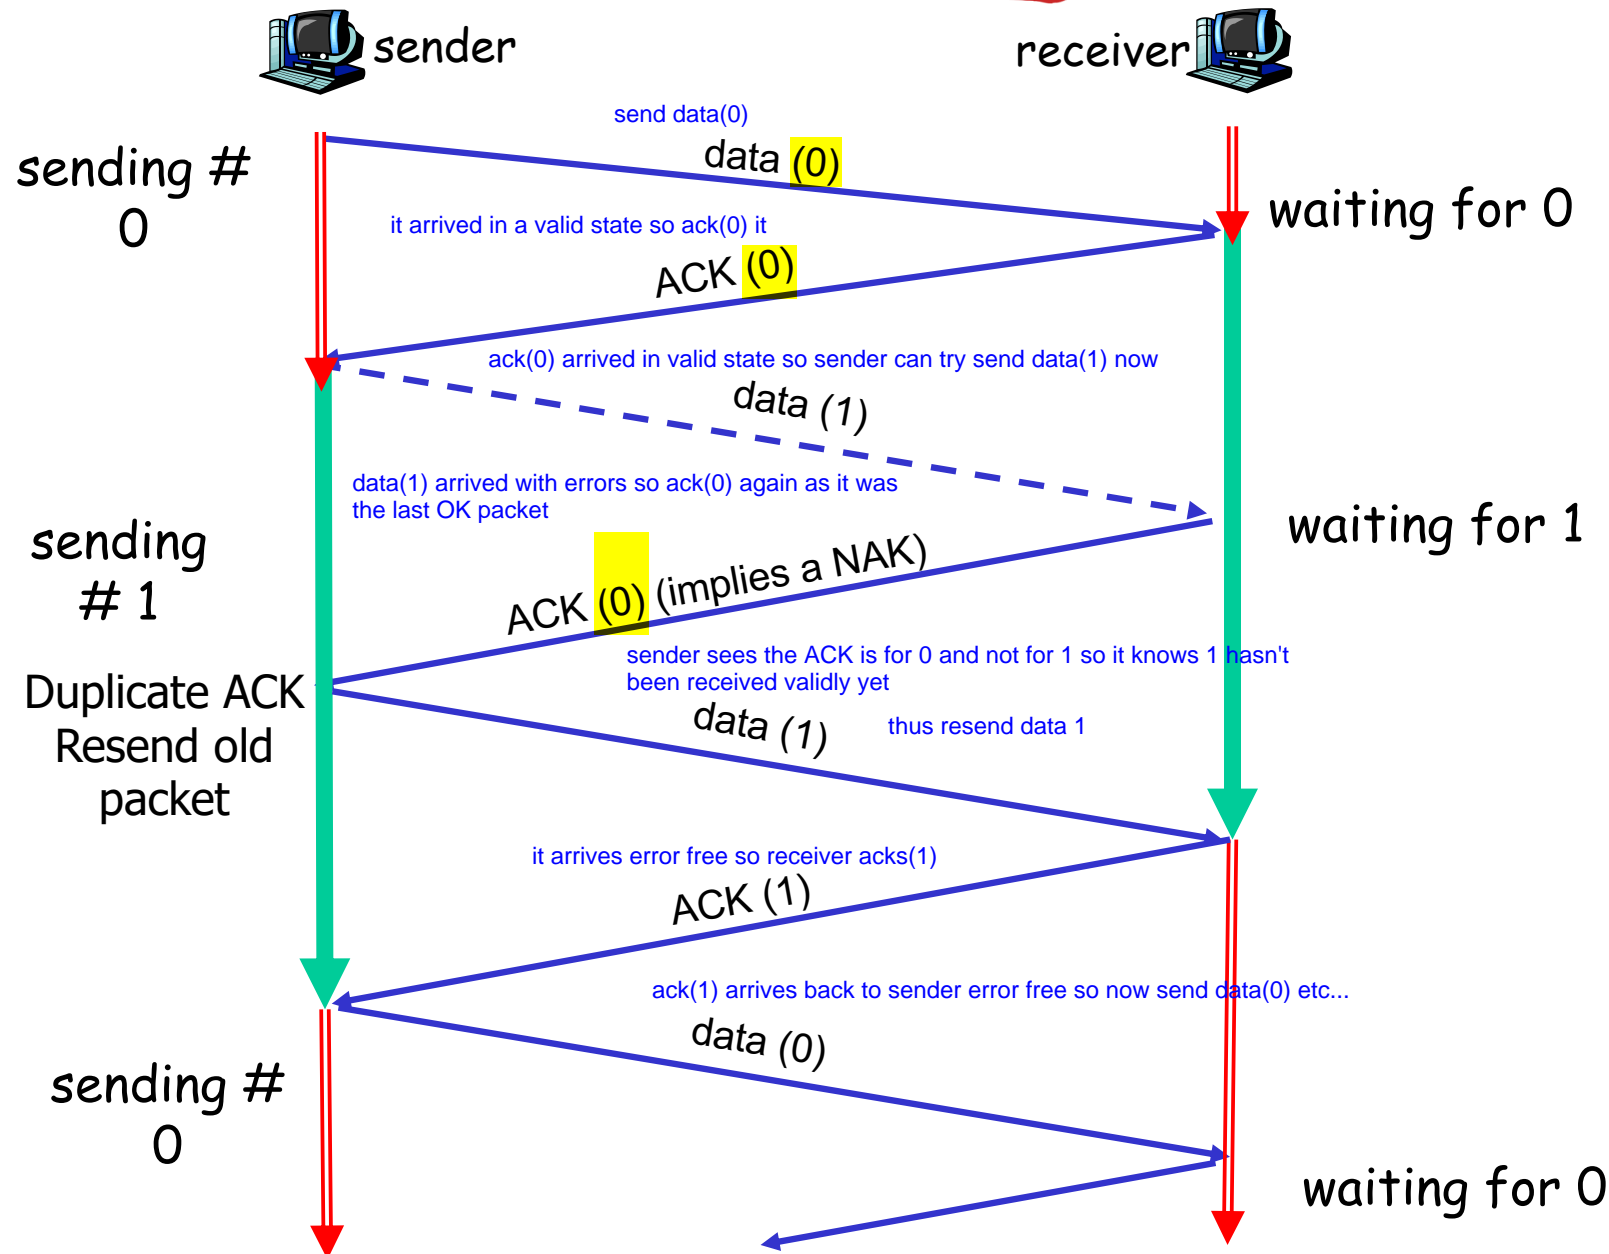 sender
receiver
send data(0)
data (0)
sending #
0
waiting for 0
it arrived in a valid state so ack(0) it
ACK (0)
ack(0) arrived in valid state so sender can try send data(1) now
data (1)
data(1) arrived with errors so ack(0) again as it was
the last OK packet
waiting for 1
sending
# 1
ACK (0) (implies a NAK)
sender sees the ACK is for 0 and not for 1 so it knows 1 hasn't
been received validly yet
Duplicate ACK
Resend old
packet
data (1)
thus resend data 1
it arrives error free so receiver acks(1)
ACK (1)
ack(1) arrives back to sender error free so now send data(0) etc...
data (0)
sending #
0
waiting for 0